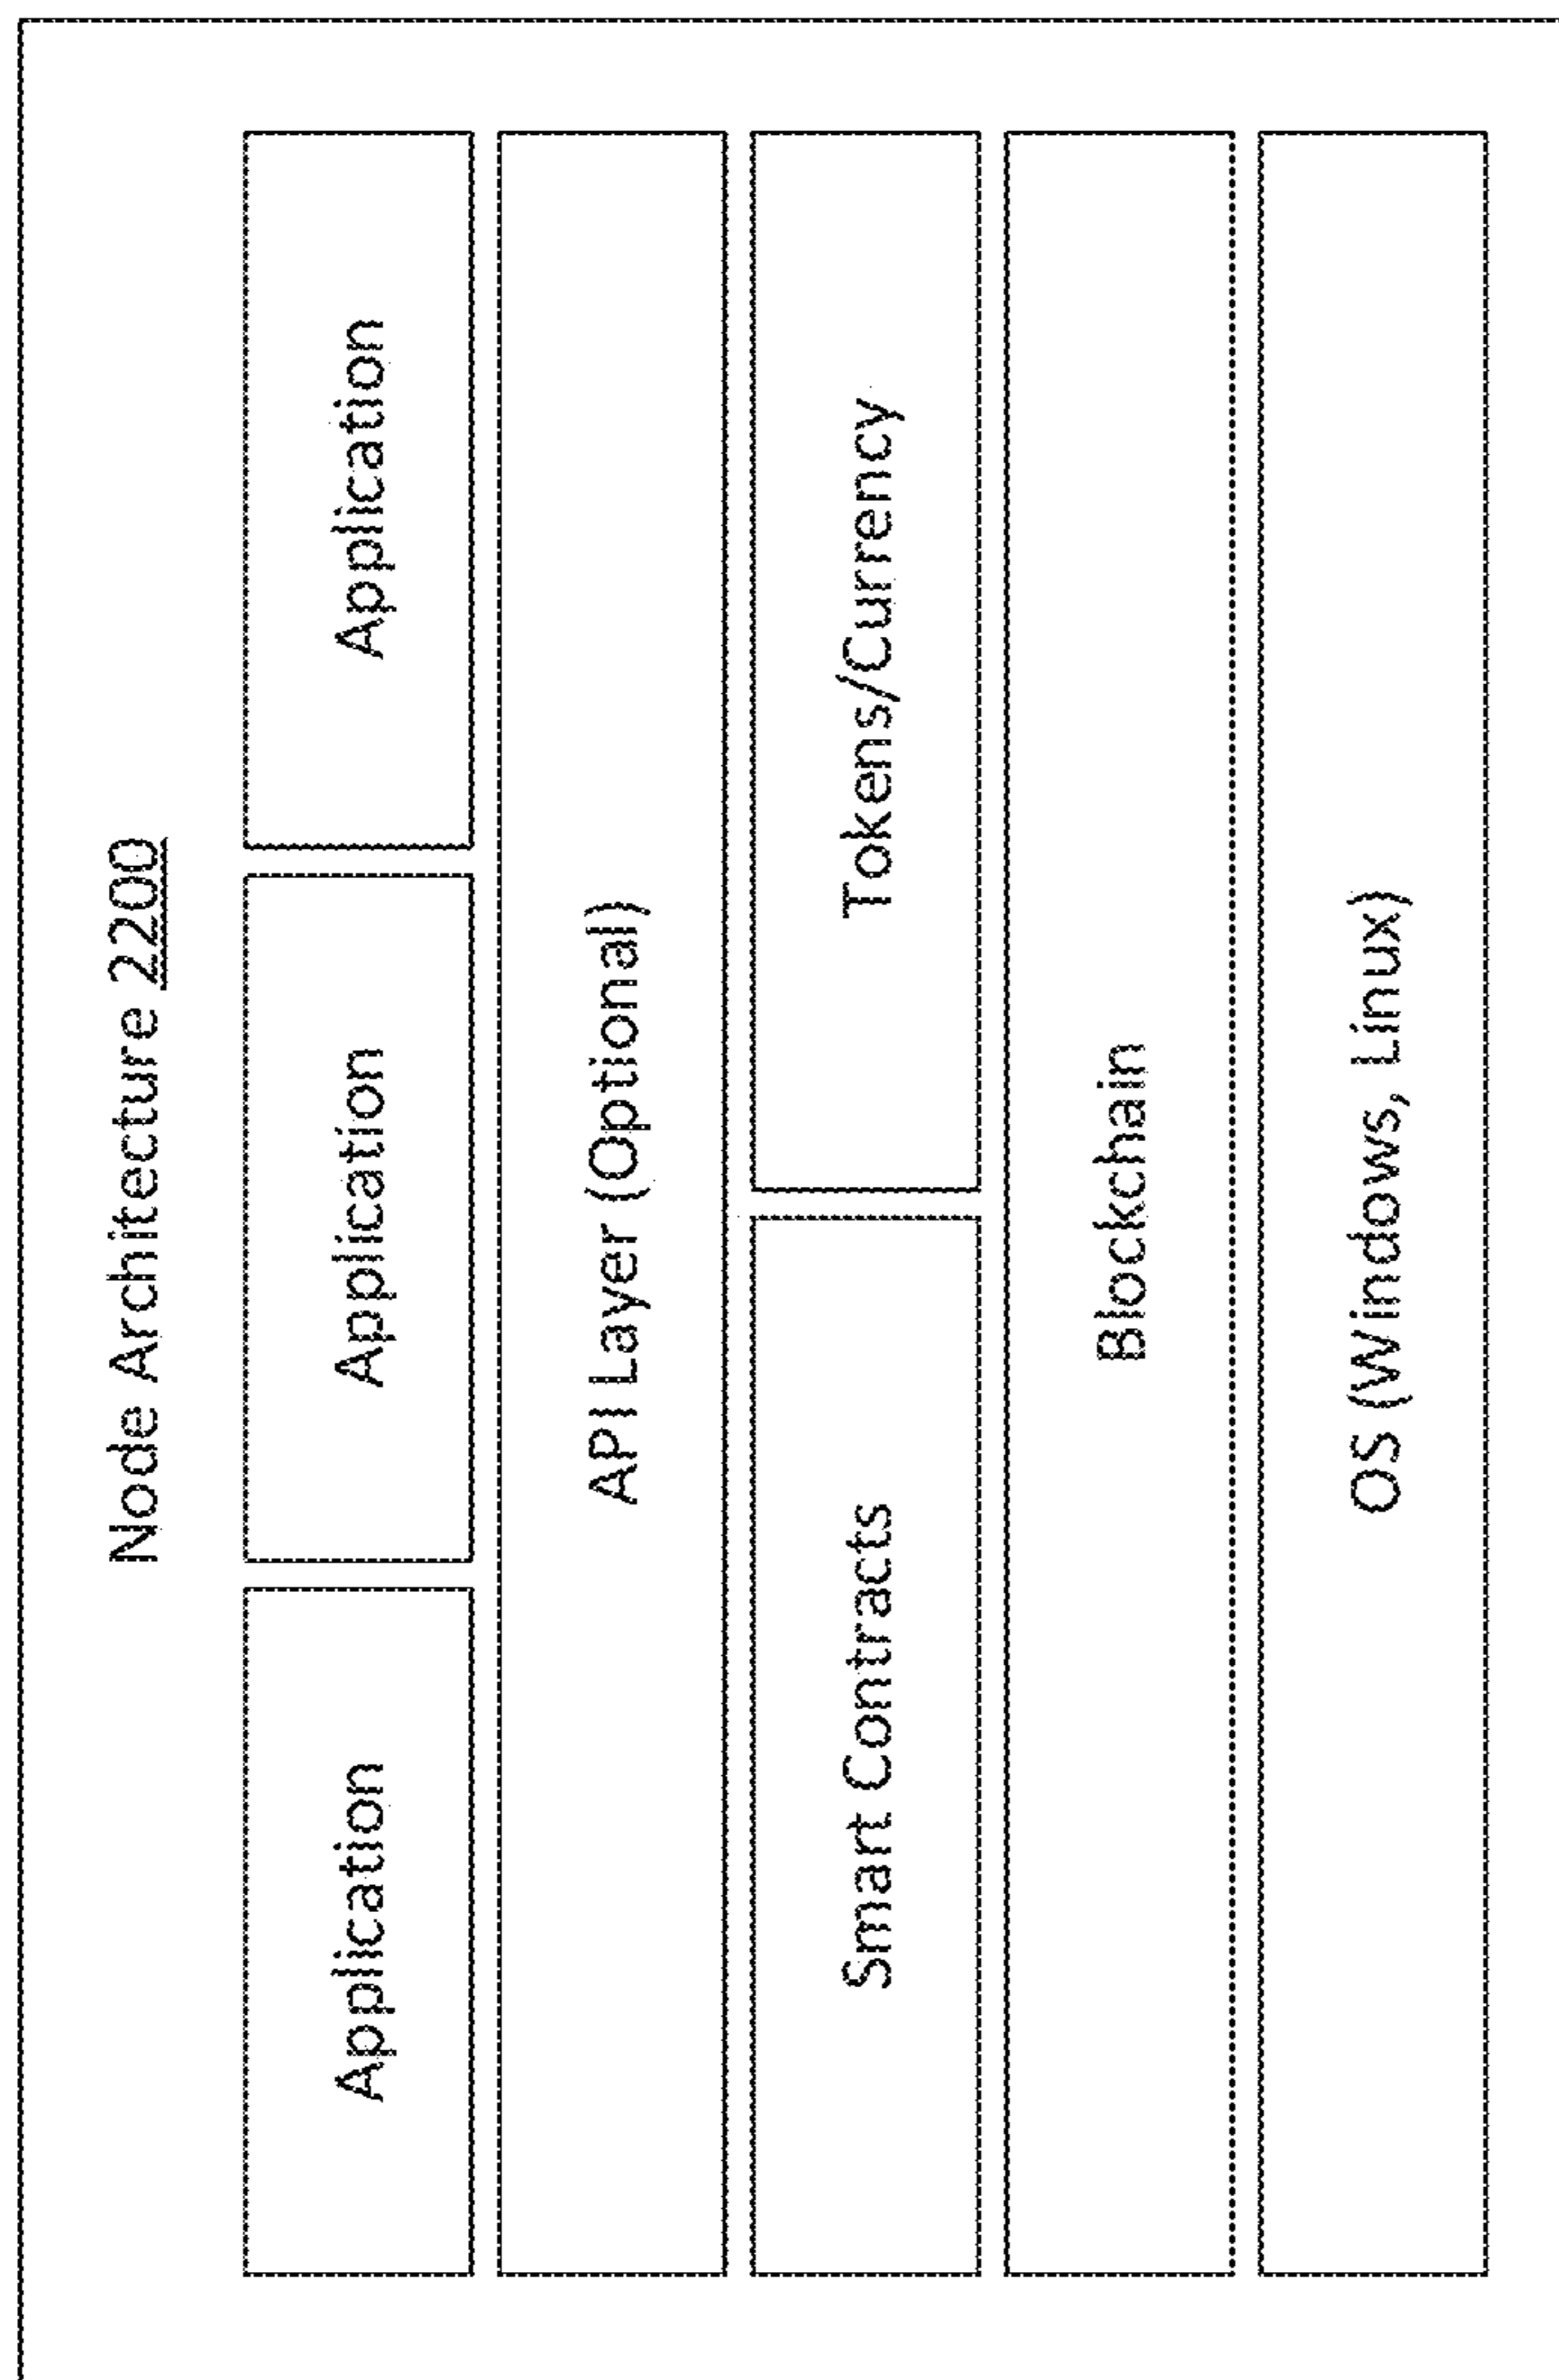 Node Architecture 2200
Application
Application
Application
API Layer (Optional)
Smart Contracts
Tokens/Currency
Blockchain
OS (Windows, Linux)